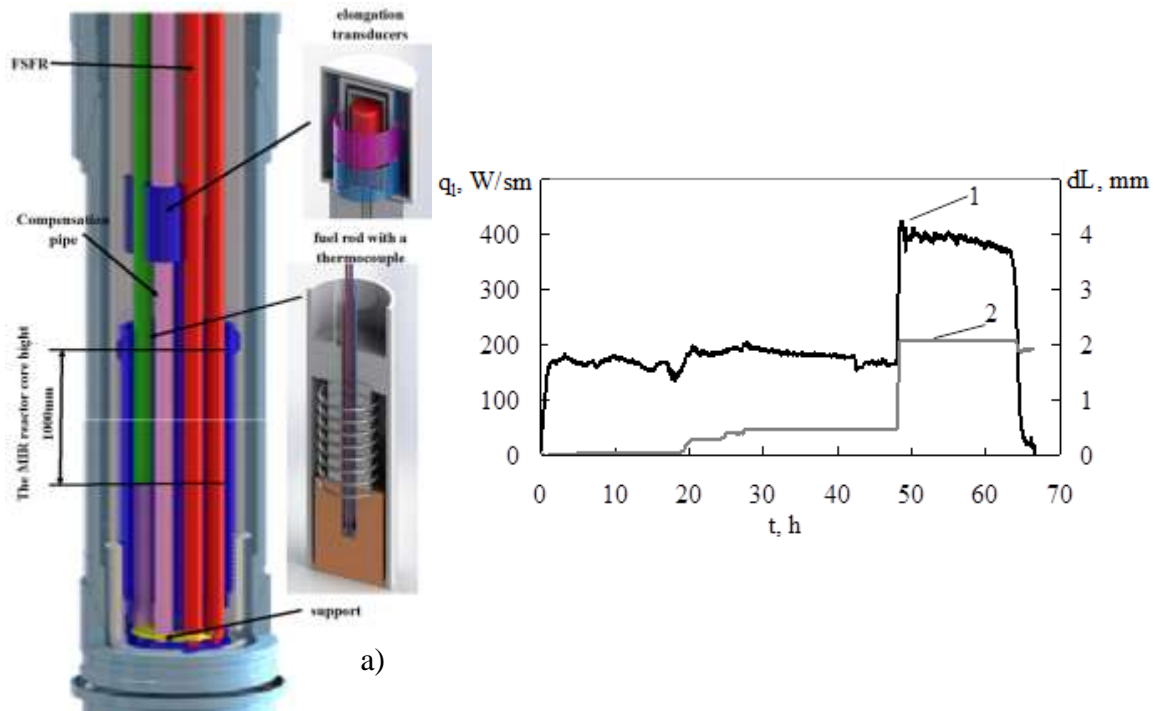 elongation
transducers
FSFR
Compensation
pipe
fuel rod with a
thermocouple
The MIR reactor core hight
1000mm
support
a)
q1, W/sm
dL, mm
400
300
200
100
0
4
3
2
1
0
1
2
0
10
20
30
40
50
60
70
t, h